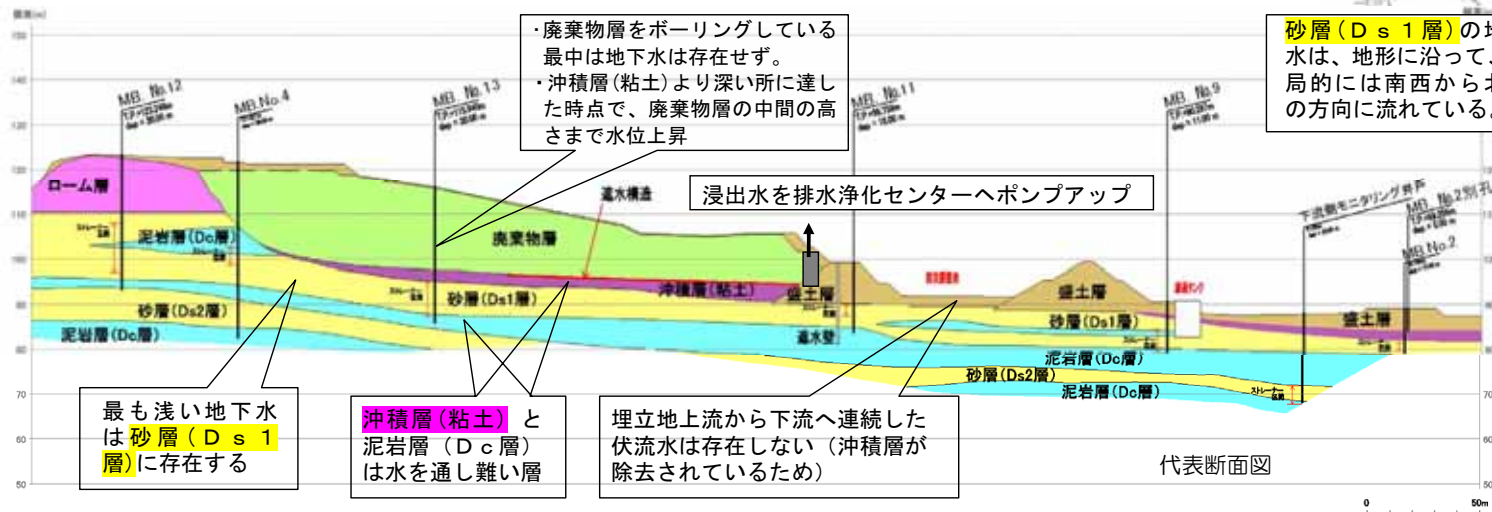 標高(m)
150
140
130
120
110
100
90
80
70
60
50
・廃棄物層をボーリングしている
最中は地下水は存在せず。
・沖積層(粘土)より深い所に達し
た時点で、廃棄物層の中間の高
さまで水位上昇
砂層(Ｄｓ１層)の地
水は、地形に沿って、
局的には南西から北
の方向に流れている。
MB. No.12
MB.No.4
MB. No.13
No.11
MB. No.9
下流側モニタリング井戸
MB. No.2別孔
MB.No.2
浸出水を排水浄化センターへポンプアップ
遮水構造
ローム層
泥岩層(Dc層)
廃棄物層
沖積層(粘土)
盛土層
盛土層
砂層(Ds1層)
砂層(Ds2層)
泥岩層(Dc層)
遮水壁
砂層(Ds1層)
盛土層
泥岩層(Dc層)
砂層(Ds2層)
泥岩層(Dc層)
最も浅い地下水
は砂層(Ｄｓ１
層)に存在する
沖積層(粘土) と
泥岩層（Ｄｃ層）
は水を通し難い層
埋立地上流から下流へ連続した
伏流水は存在しない（沖積層が
除去されているため）
代表断面図
0 50m